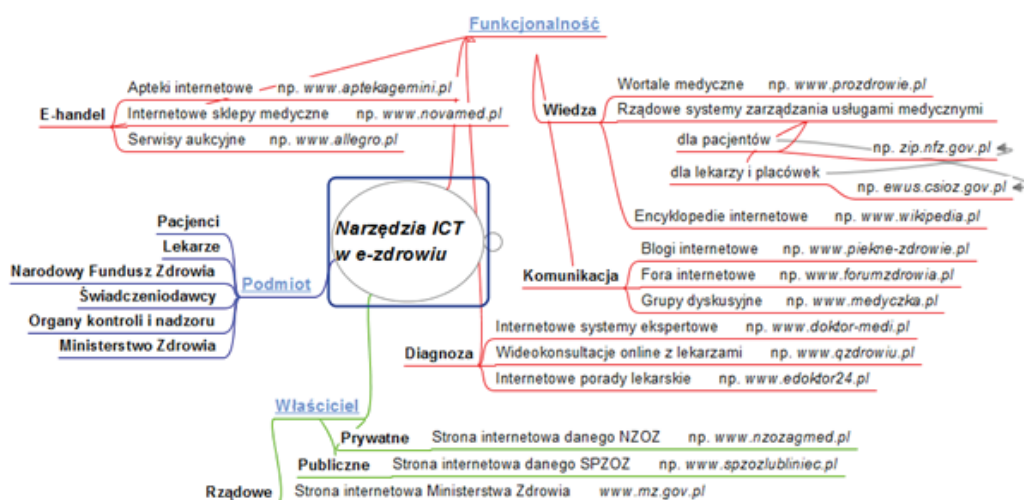 Funkcjonalność
E-handel
Apteki internetowe np. www.aptekagemini.pl
Internetowe sklepy medyczne np. www.novamed.pl
Serwisy aukcyjne np. www.allegro.pl
Wiedza
Wortale medyczne np. www.prozdrowie.pl
Rządowe systemy zarządzania usługami medycznymi
dla pacjentów
np. zip.nfz.gov.pl
dla lekarzy i placówek
np. ewus.csioz.gov.pl
Encyklopedie internetowe np. www.wikipedia.pl
Narzędzia ICT
w e-zdrowiu
Podmiot
Pacjenci
Lekarze
Narodowy Fundusz Zdrowia
Świadczeniodawcy
Organy kontroli i nadzoru
Ministerstwo Zdrowia
Komunikacja
Blogi internetowe np. www.piekne-zdrowie.pl
Fora internetowe np. www.forumzdrowia.pl
Grupy dyskusyjne np. www.medyczka.pl
Diagnoza
Internetowe systemy ekspertowe np. www.doktor-medi.pl
Wideokonsultacje online z lekarzami np. www.qzdrowiu.pl
Internetowe porady lekarskie np. www.edoktor24.pl
Właściciel
Prywatne Strona internetowa danego NZOZ np. www.nzozagmed.pl
Publiczne Strona internetowa danego SPZOZ np. www.spzozlubliniec.pl
Rządowe Strona internetowa Ministerstwa Zdrowia www.mz.gov.pl